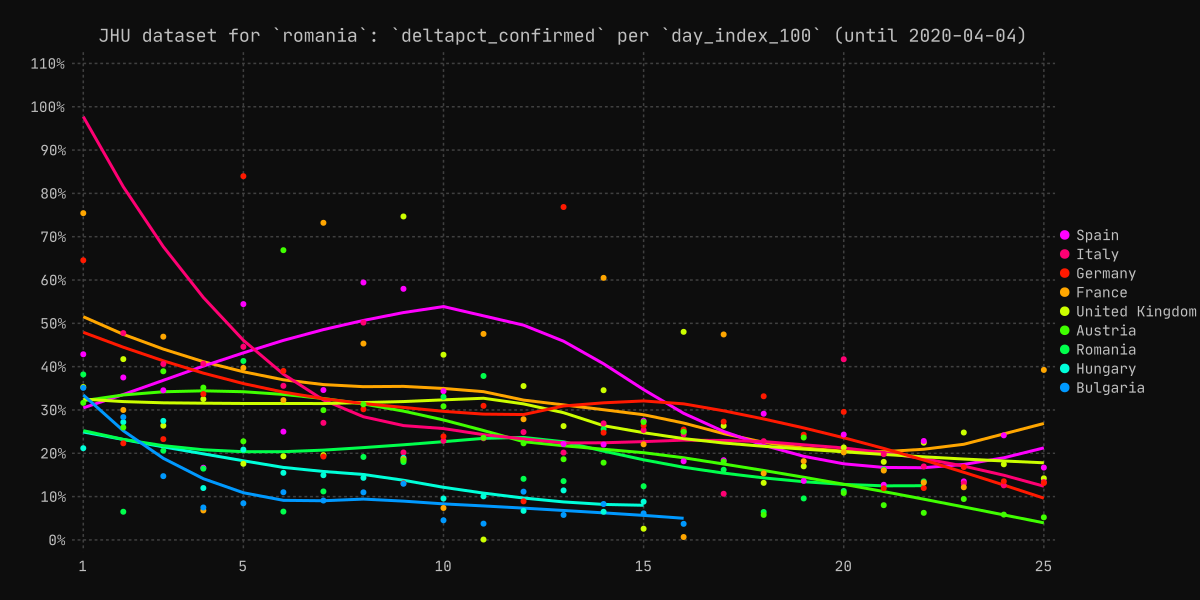 JHU dataset for `romania`: `deltapct_confirmed` per `day_index_100` (until 2020-04-04)
110%
100%
90%
80%
70%
60%
50%
40%
30%
20%
10%
0%
1 5 10 15 20 25
Spain
Italy
Germany
France
United Kingdom
Austria
Romania
Hungary
Bulgaria